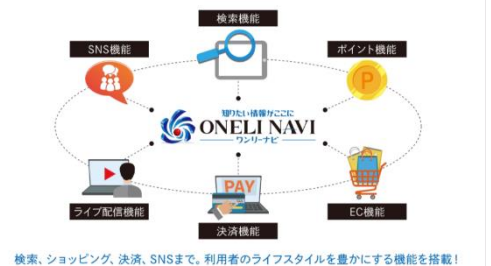 検索機能
SNS機能
ポイント機能
P
知りたい情報がここに
ONELI NAVI
ワンリーナビ
PAY
ライブ配信機能
EC機能
決済機能
検索、ショッピング、決済、SNSまで。利用者のライフスタイルを豊かにする機能を搭載！